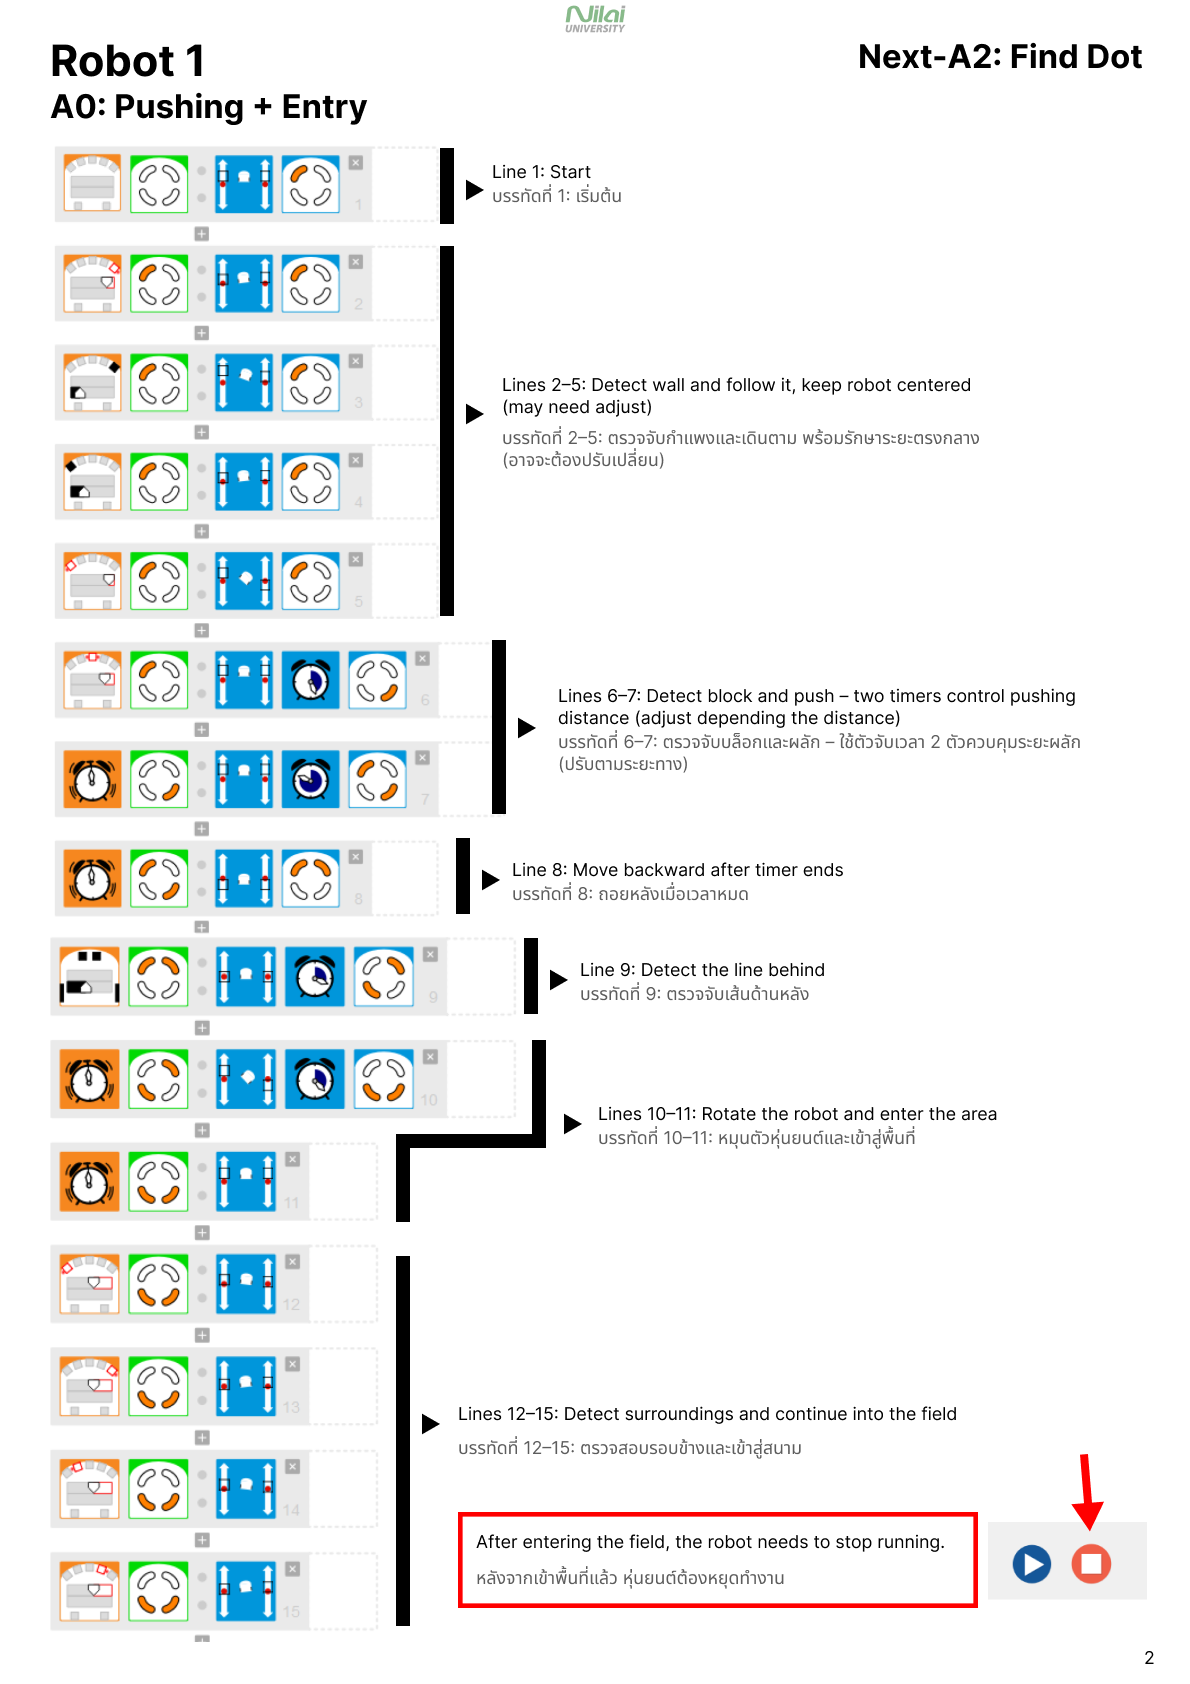 Nilai
UNIVERSITY
Robot 1
Next-A2: Find Dot
A0: Pushing + Entry
1
Line 1: Start
บรรทัดที่ 1: เริ่มต้น
2
3
4
5
Lines 2–5: Detect wall and follow it, keep robot centered
(may need adjust)
บรรทัดที่ 2–5: ตรวจจับกำแพงและเดินตาม พร้อมรักษาระยะตรงกลาง
(อาจจะต้องปรับเปลี่ยน)
6
7
Lines 6–7: Detect block and push – two timers control pushing
distance (adjust depending the distance)
บรรทัดที่ 6–7: ตรวจจับบล็อกและผลัก – ใช้ตัวจับเวลา 2 ตัวควบคุมระยะผลัก
(ปรับตามระยะทาง)
8
Line 8: Move backward after timer ends
บรรทัดที่ 8: ถอยหลังเมื่อเวลาหมด
9
Line 9: Detect the line behind
บรรทัดที่ 9: ตรวจจับเส้นด้านหลัง
10
11
Lines 10–11: Rotate the robot and enter the area
บรรทัดที่ 10–11: หมุนตัวหุ่นยนต์และเข้าสู่พื้นที่
12
13
14
15
Lines 12–15: Detect surroundings and continue into the field
บรรทัดที่ 12–15: ตรวจสอบรอบข้างและเข้าสู่สนาม
After entering the field, the robot needs to stop running.
หลังจากเข้าพื้นที่แล้ว หุ่นยนต์ต้องหยุดทำงาน
2